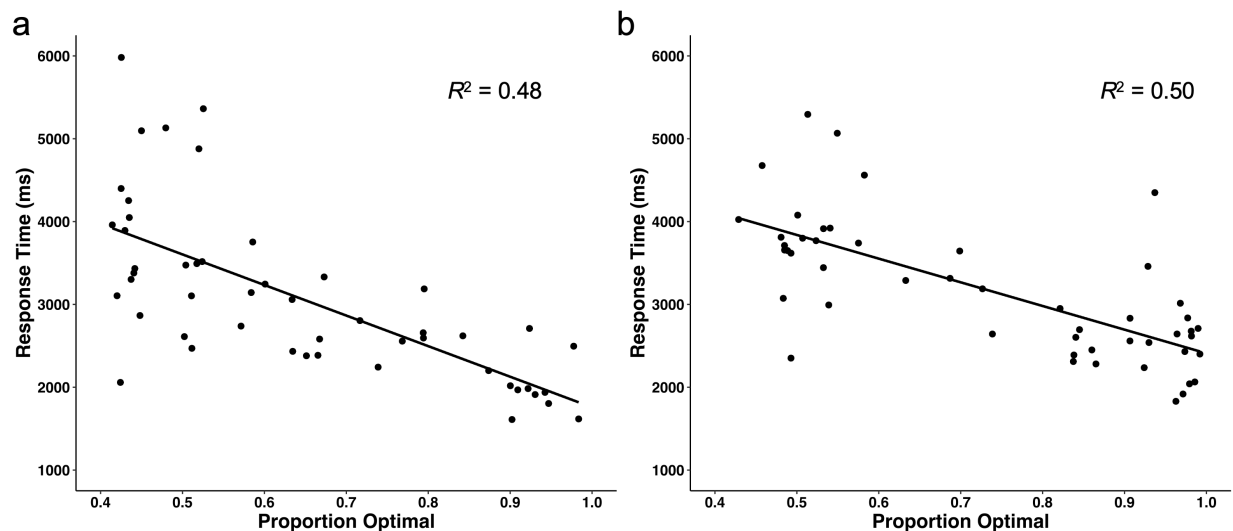 a
R² = 0.48
Response Time (ms)
6000
5000
4000
3000
2000
1000
0.4 0.5 0.6 0.7 0.8 0.9 1.0
Proportion Optimal
b
R² = 0.50
Response Time (ms)
6000
5000
4000
3000
2000
1000
0.4 0.5 0.6 0.7 0.8 0.9 1.0
Proportion Optimal